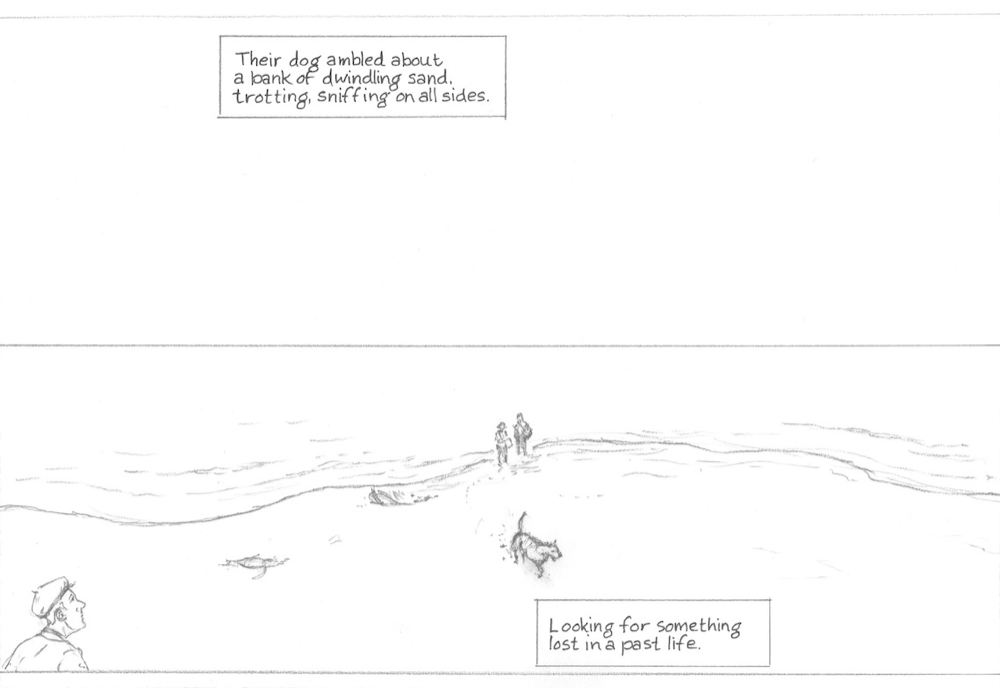 Their dog ambled about
a bank of dwindling sand.
trotting, sniffing on all sides.
Looking for something
lost in a past life.